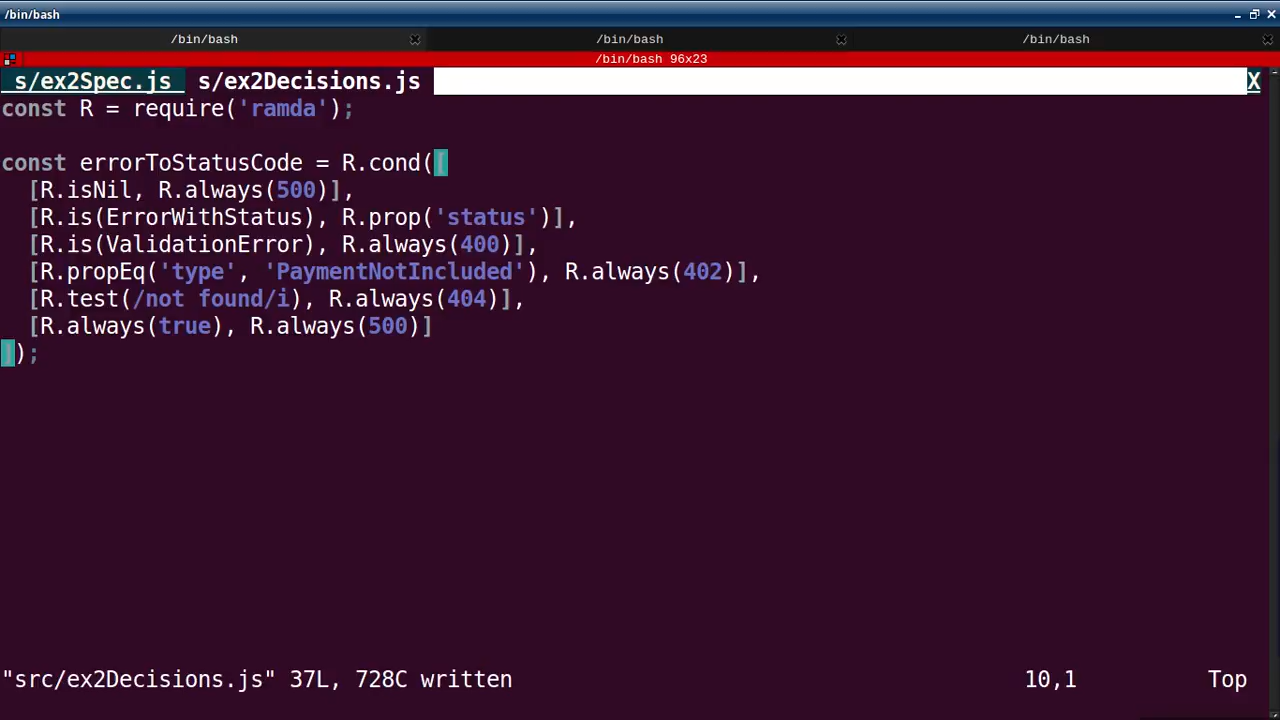 /bin/bash
/bin/bash /bin/bash /bin/bash
/bin/bash 96x23
s/ex2Spec.js s/ex2Decisions.js X
const R = require('ramda');
const errorToStatusCode = R.cond([
  [R.isNil, R.always(500)],
  [R.is(ErrorWithStatus), R.prop('status')],
  [R.is(ValidationError), R.always(400)],
  [R.propEq('type', 'PaymentNotIncluded'), R.always(402)],
  [R.test(/not found/i), R.always(404)],
  [R.always(true), R.always(500)]
]);
"src/ex2Decisions.js" 37L, 728C written 10,1 Top